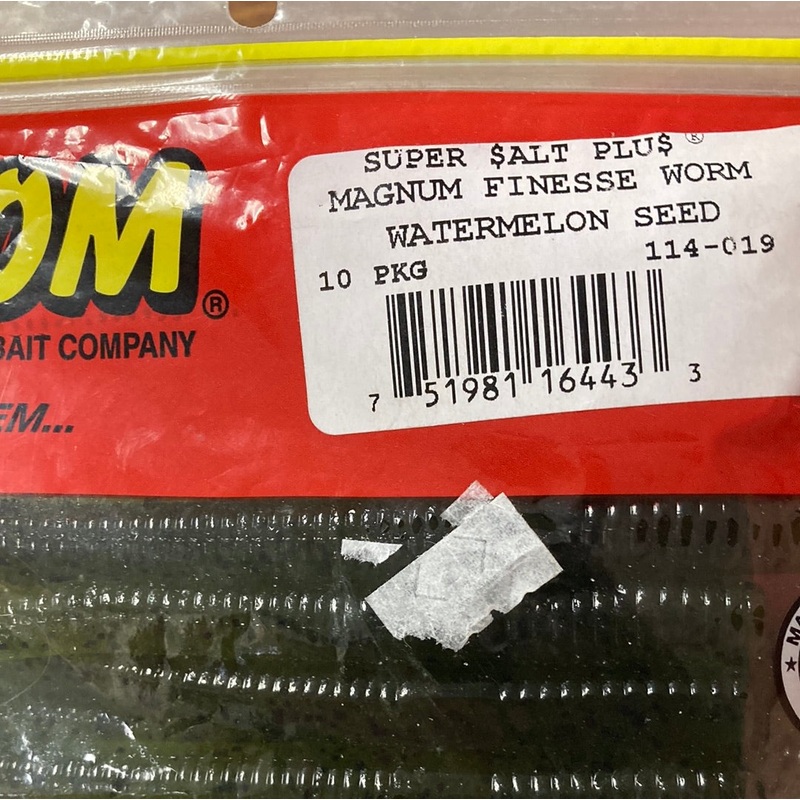 SUPER $ALT PLU$ ®
MAGNUM FINESSE WORM
WATERMELON SEED
10 PKG 114-019
7 51981 16443 3
OM®
BAIT COMPANY
EM...
MA